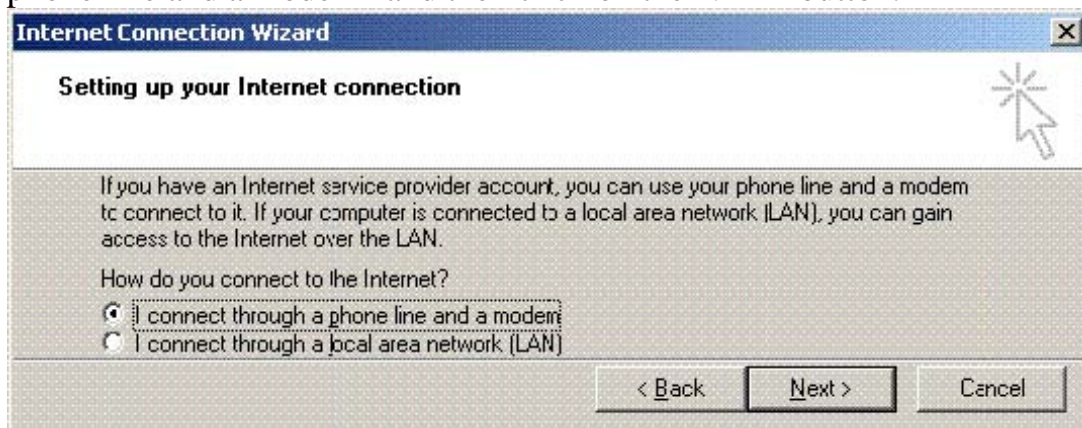 Internet Connection Wizard
Setting up your Internet connection
If you have an Internet service provider account, you can use your phone line and a modem
to connect to it. If your computer is connected to a local area network (LAN), you can gain
access to the Internet over the LAN.
How do you connect to the Internet?
I connect through a phone line and a modem
I connect through a local area network (LAN)
< Back Next > Cancel